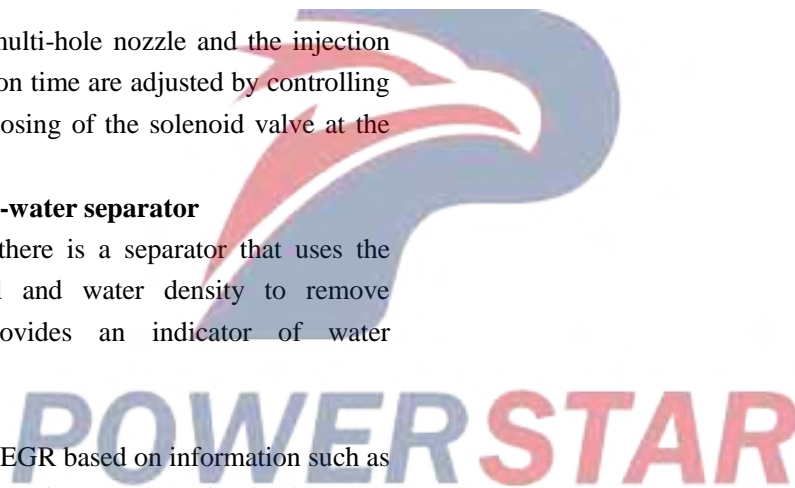 multi-hole nozzle and the injection
on time are adjusted by controlling
osing of the solenoid valve at the
-water separator
there is a separator that uses the
and water density to remove
ovides an indicator of water
POWERSTAR
EGR based on information such as